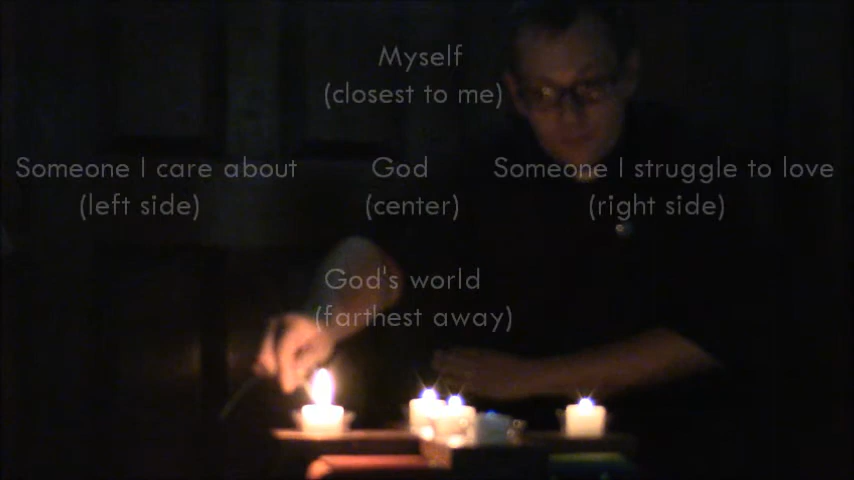 Myself
(closest to me)
Someone I care about
(left side)
God
(center)
Someone I struggle to love
(right side)
God's world
(farthest away)